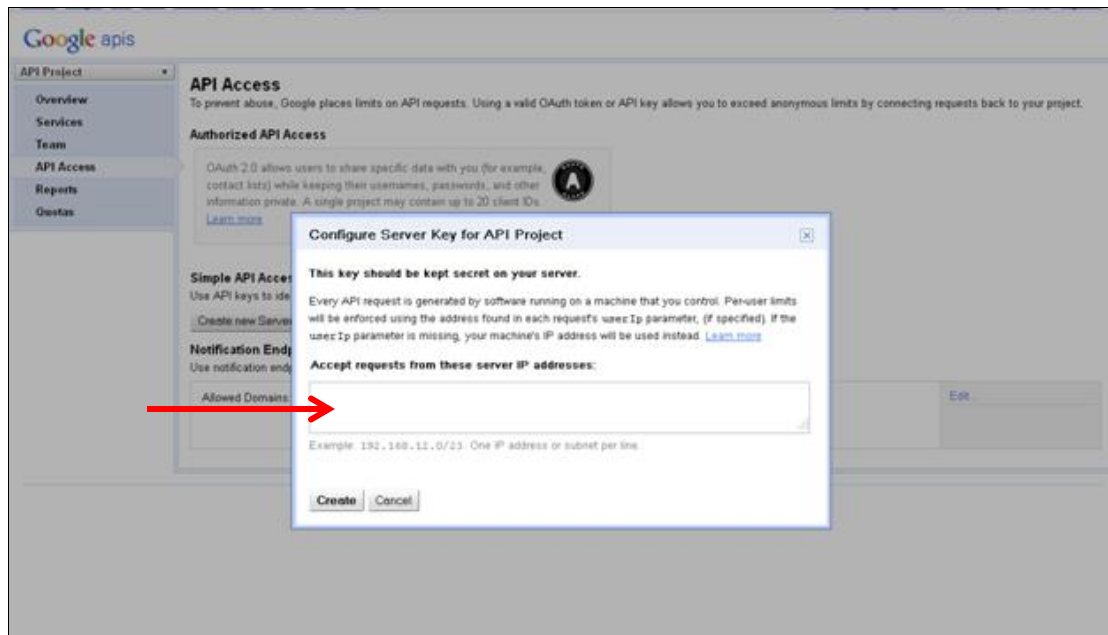 Google apis
API Project
Overview
Services
Team
API Access
Reports
Quotas
API Access
To prevent abuse, Google places limits on API requests. Using a valid OAuth token or API key allows you to exceed anonymous limits by connecting requests back to your project.
Authorized API Access
OAuth 2.0 allows users to share specific data with you (for example,
contact lists) while keeping their usernames, passwords, and other
information private. A single project may contain up to 20 client IDs.
Learn more
Simple API Acces
Use API keys to ide
Create new Server
Notification Endp
Use notification endp
Allowed Domains:
Edit...
Configure Server Key for API Project
This key should be kept secret on your server.
Every API request is generated by software running on a machine that you control. Per-user limits
will be enforced using the address found in each request's userIp parameter, (if specified). If the
userIp parameter is missing, your machine's IP address will be used instead. Learn more
Accept requests from these server IP addresses:
Example: 192.168.12.0/23. One IP address or subnet per line.
Create
Cancel